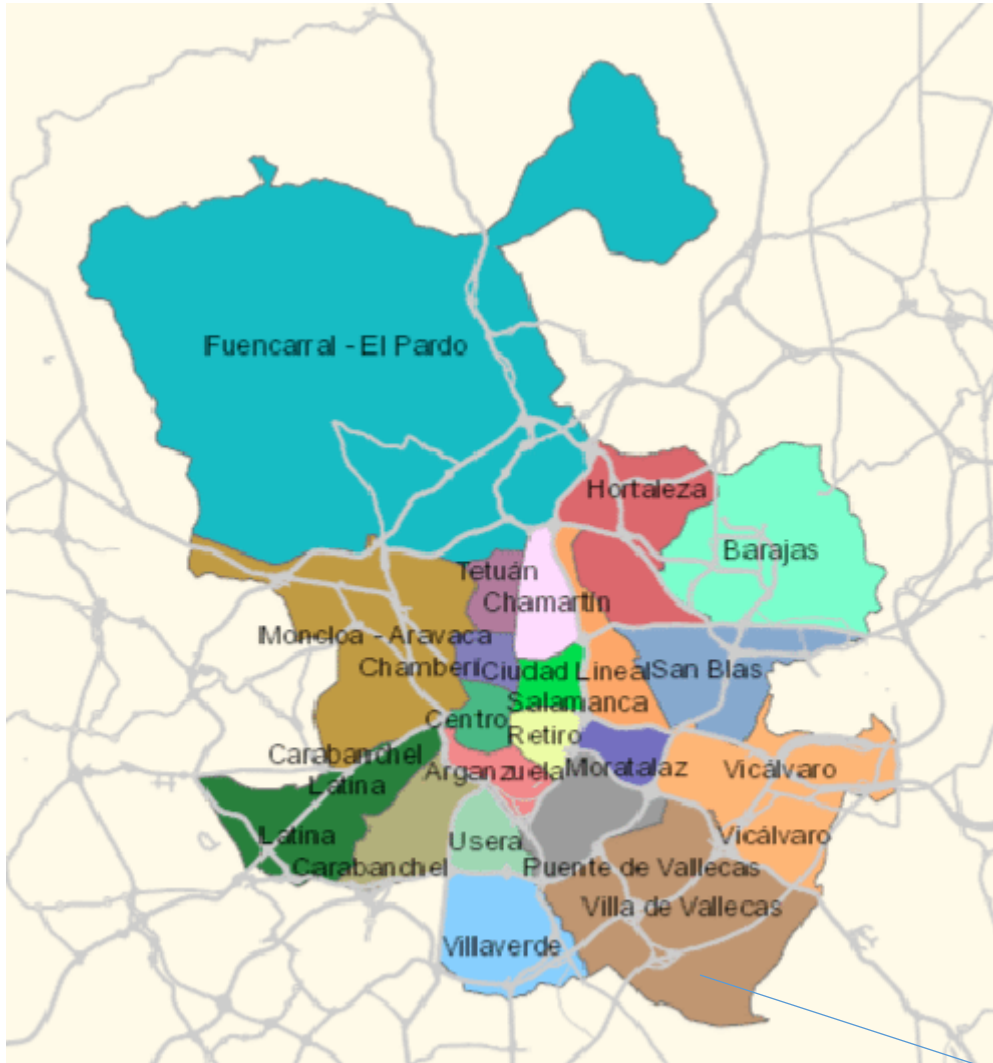 Fuencarral - El Pardo
Hortaleza
Barajas
Tetuán
Chamartín
Moncloa - Aravaca
Chamberí
Ciudad Lineal
San Blas
Salamanca
Centro
Retiro
Carabanchel
Arganzuela
Moratalaz
Vicálvaro
Latina
Latina
Usera
Vicálvaro
Carabanchel
Puente de Vallecas
Villa de Vallecas
Villaverde